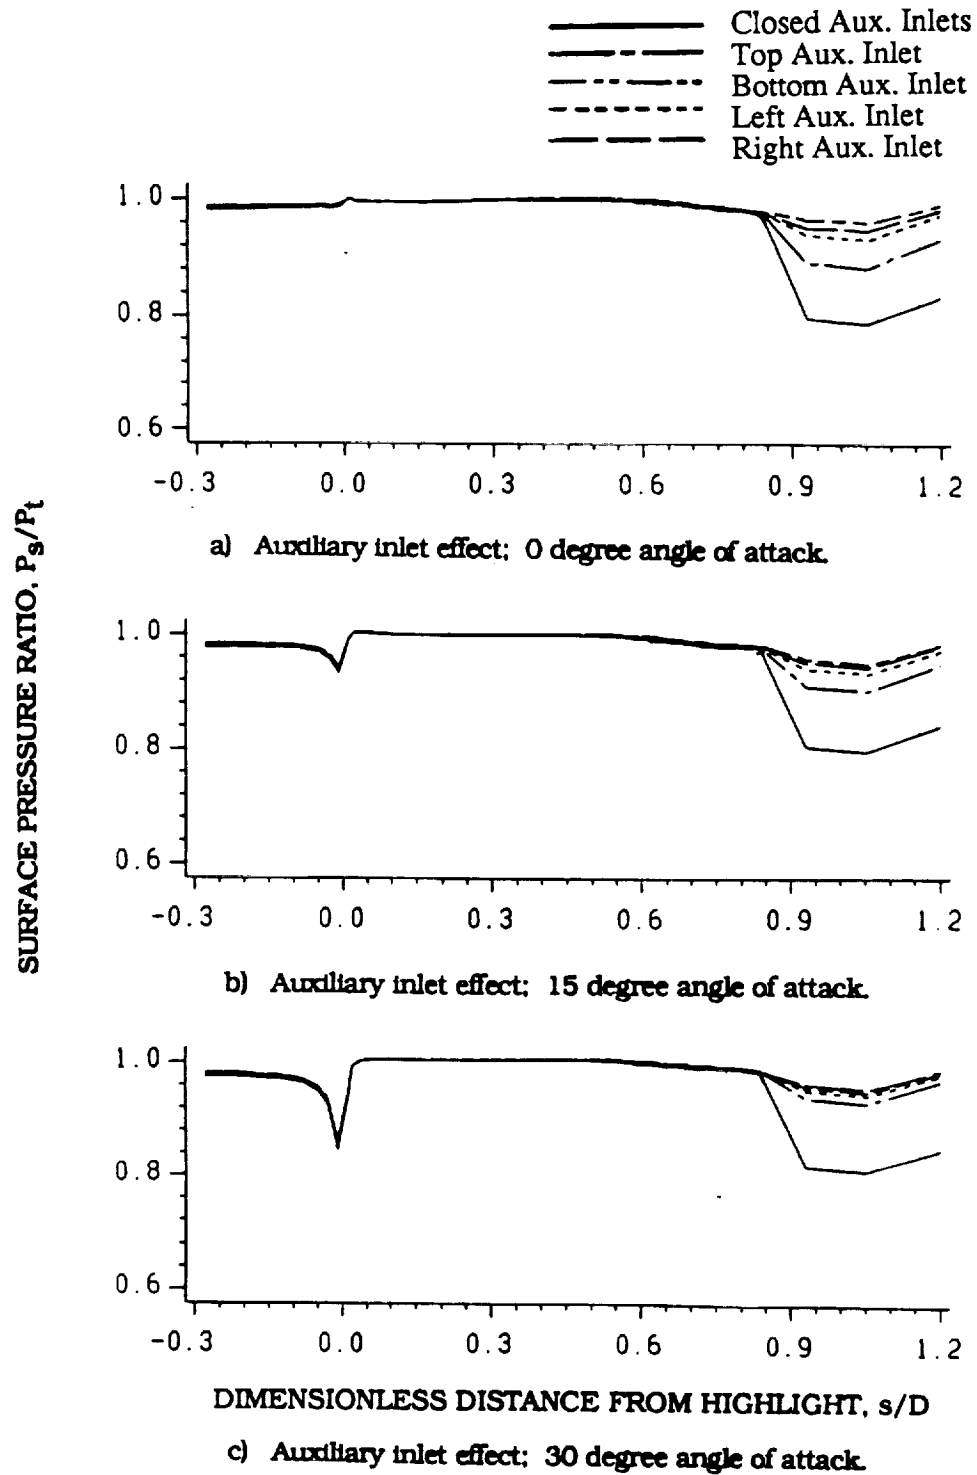 Closed Aux. Inlets
Top Aux. Inlet
Bottom Aux. Inlet
Left Aux. Inlet
Right Aux. Inlet
1.0
0.8
0.6
-0.3 0.0 0.3 0.6 0.9 1.2
a) Auxiliary inlet effect; 0 degree angle of attack.
SURFACE PRESSURE RATIO, Ps/Pt
1.0
0.8
0.6
-0.3 0.0 0.3 0.6 0.9 1.2
b) Auxiliary inlet effect; 15 degree angle of attack.
1.0
0.8
0.6
-0.3 0.0 0.3 0.6 0.9 1.2
DIMENSIONLESS DISTANCE FROM HIGHLIGHT, s/D
c) Auxiliary inlet effect; 30 degree angle of attack.